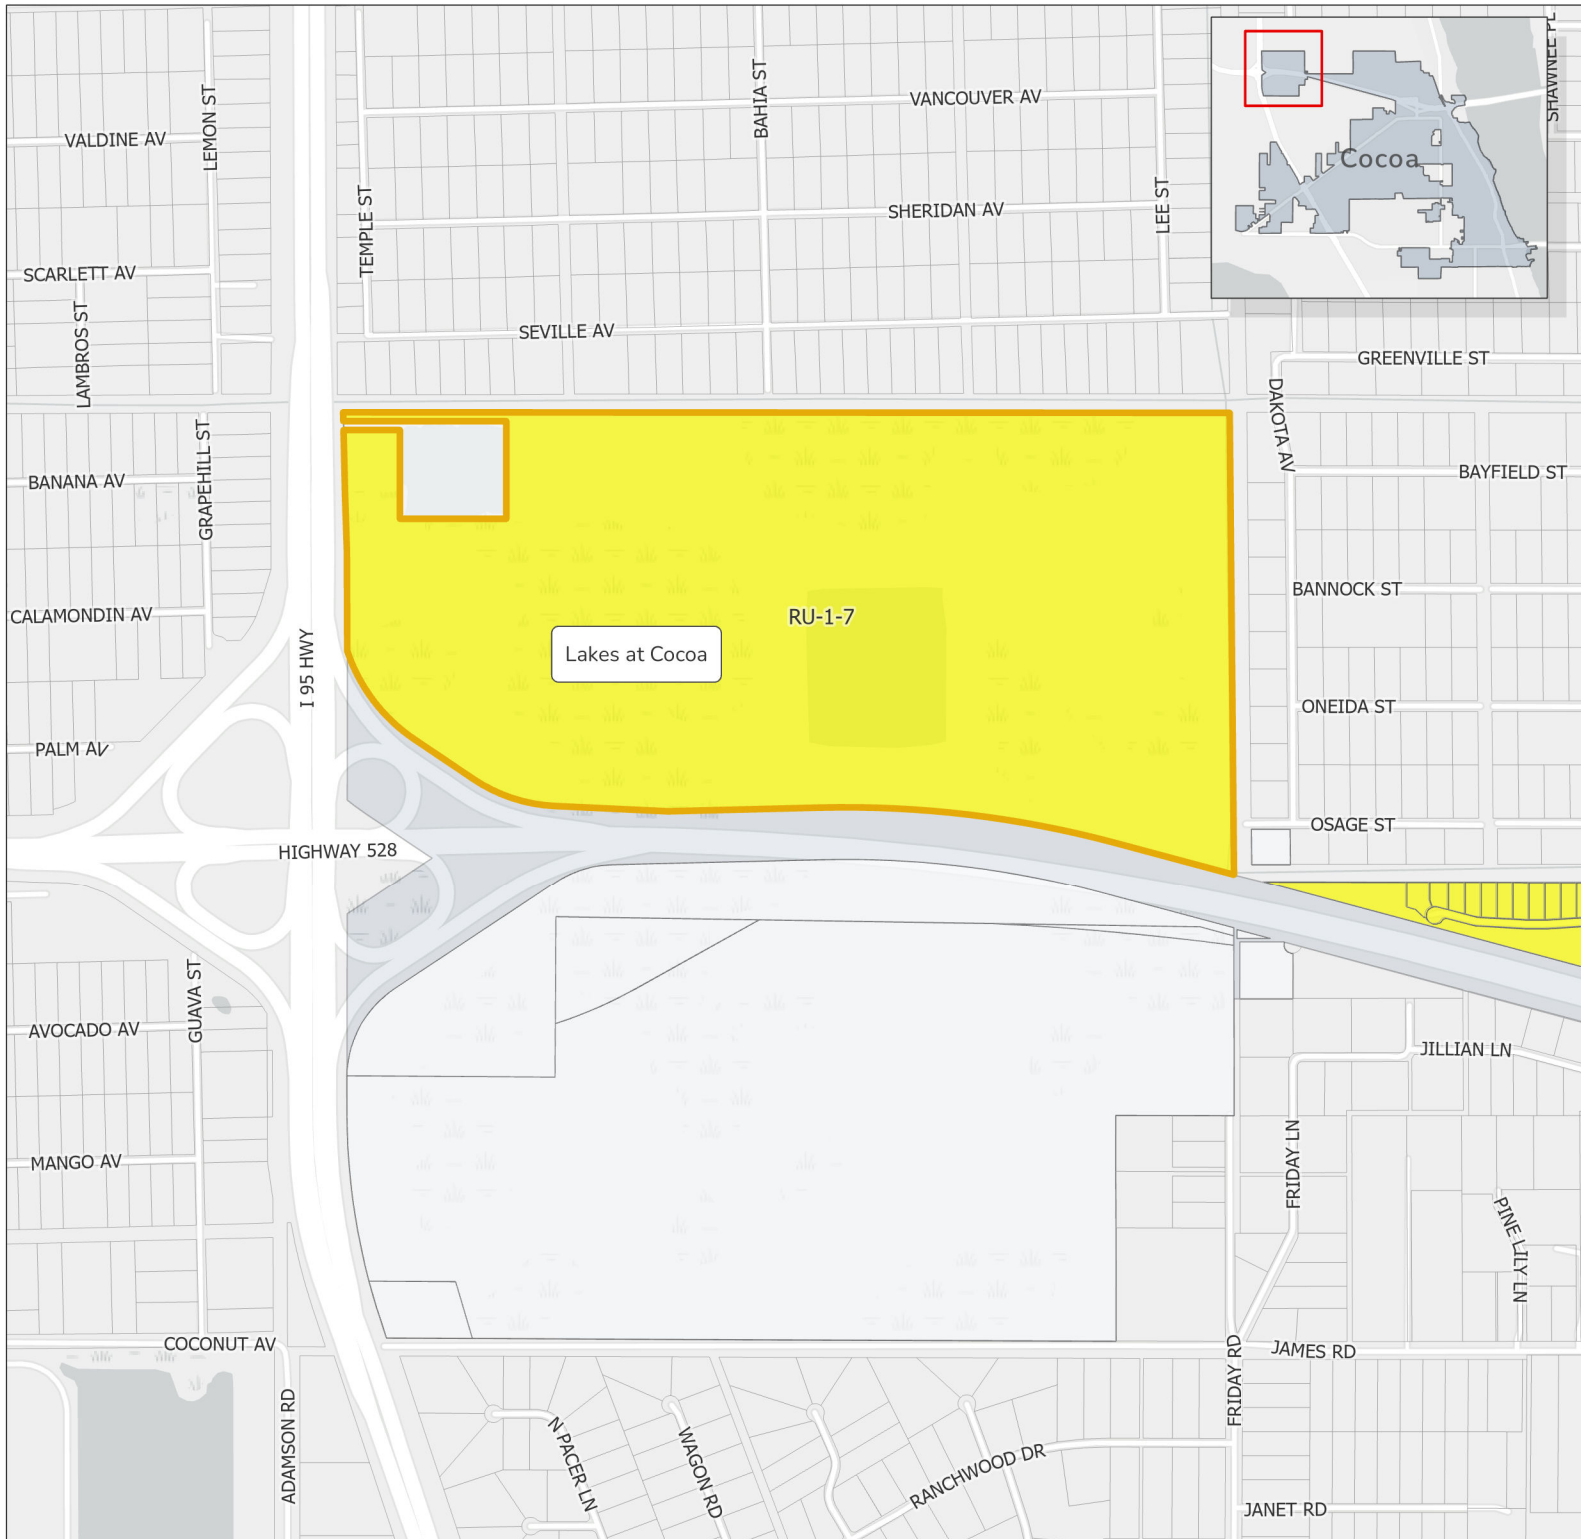 SHAWNEE PL
BAHIA ST
LEMON ST
VANCOUVER AV
VALDINE AV
Cocoa
TEMPLE ST
LEE ST
SHERIDAN AV
SCARLETT AV
LAMBROS ST
SEVILLE AV
GREENVILLE ST
DAKOTA AV
GRAPEHILL ST
BANANA AV
BAYFIELD ST
CALAMONDIN AV
BANNOCK ST
RU-1-7
Lakes at Cocoa
I 95 HWY
ONEIDA ST
PALM AV
OSAGE ST
HIGHWAY 528
GUAVA ST
AVOCADO AV
JILLIAN LN
MANGO AV
FRIDAY LN
PINE LILY LN
COCONUT AV
JAMES RD
FRIDAY RD
ADAMSON RD
N PACER LN
WAGON RD
RANCHWOOD DR
JANET RD